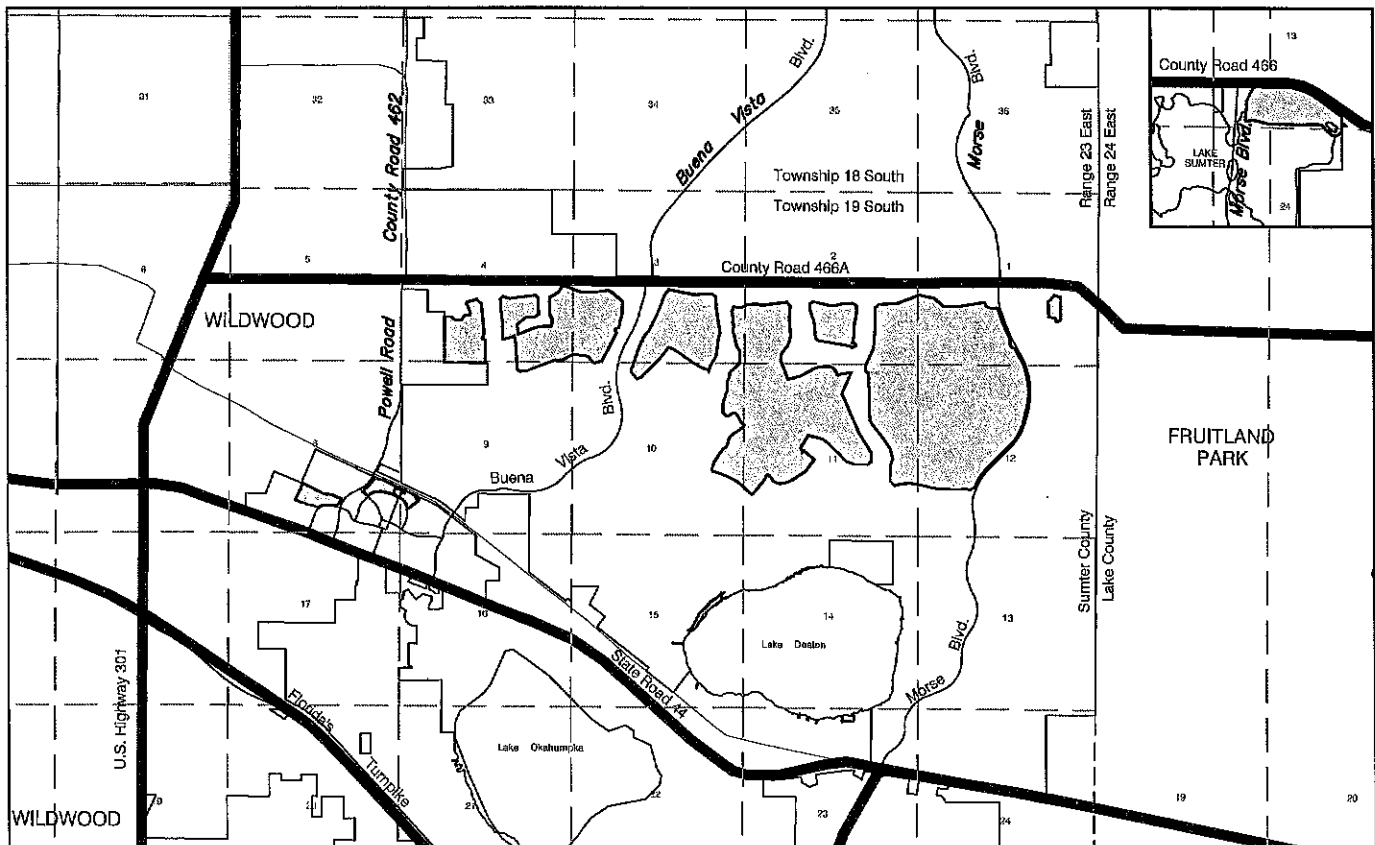 31
32
33
34
35
36
County Road 462
Buena Vista Blvd.
Morse Blvd.
Township 18 South
Township 19 South
Range 23 East
Range 24 East
13
County Road 466
LAKE
SUMTER
Morse Blvd.
24
6
5
4
3
2
1
County Road 466A
WILDWOOD
Powell Road
8
9
10
11
12
Buena Vista Blvd.
FRUITLAND
PARK
Sumter County
Lake County
17
16
15
14
13
Lake Deaton
Morse Blvd.
State Road 44
U.S. Highway 301
Florida's Turnpike
Lake Okahumpka
21
22
23
24
19
20
WILDWOOD